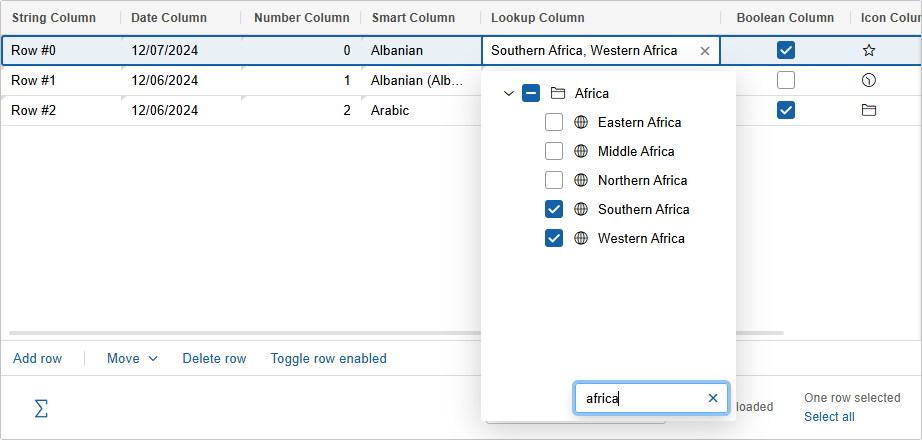 String Column Date Column Number Column Smart Column Lookup Column Boolean Column Icon Colun
Row #0 12/07/2024 0 Albanian Southern Africa, Western Africa
Row #1 12/06/2024 1 Albanian (Alb...
Row #2 12/06/2024 2 Arabic
Africa
Eastern Africa
Middle Africa
Northern Africa
Southern Africa
Western Africa
Add row Move Delete row Toggle row enabled
africa
loaded
One row selected
Select all